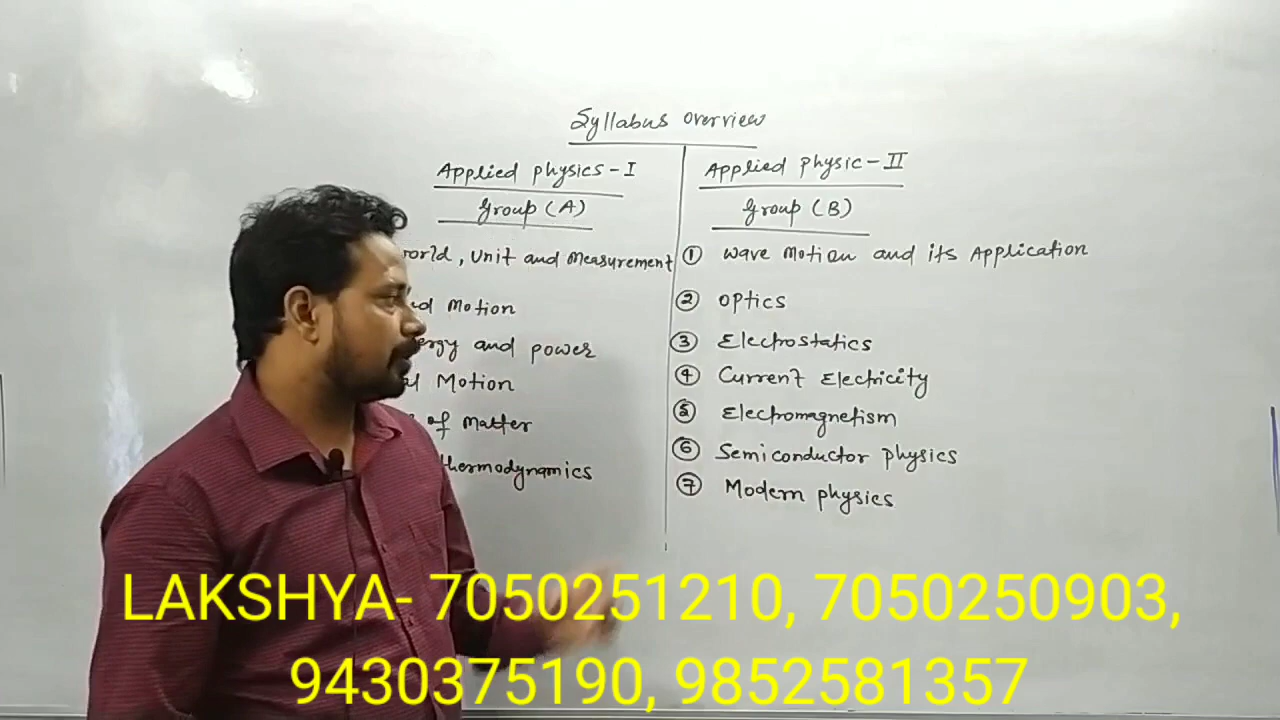 Syllabus overview
Applied physics-I
Group (A)
world, Unit and Measurement
Motion
and power
Motion
of Matter
thermodynamics
Applied physic-II
Group (B)
① Wave Motion and its Application
② Optics
③ Electrostatics
④ Current Electricity
⑤ Electromagnetism
⑥ Semiconductor physics
⑦ Modern physics
LAKSHYA- 7050251210, 7050250903,
9430375190, 9852581357